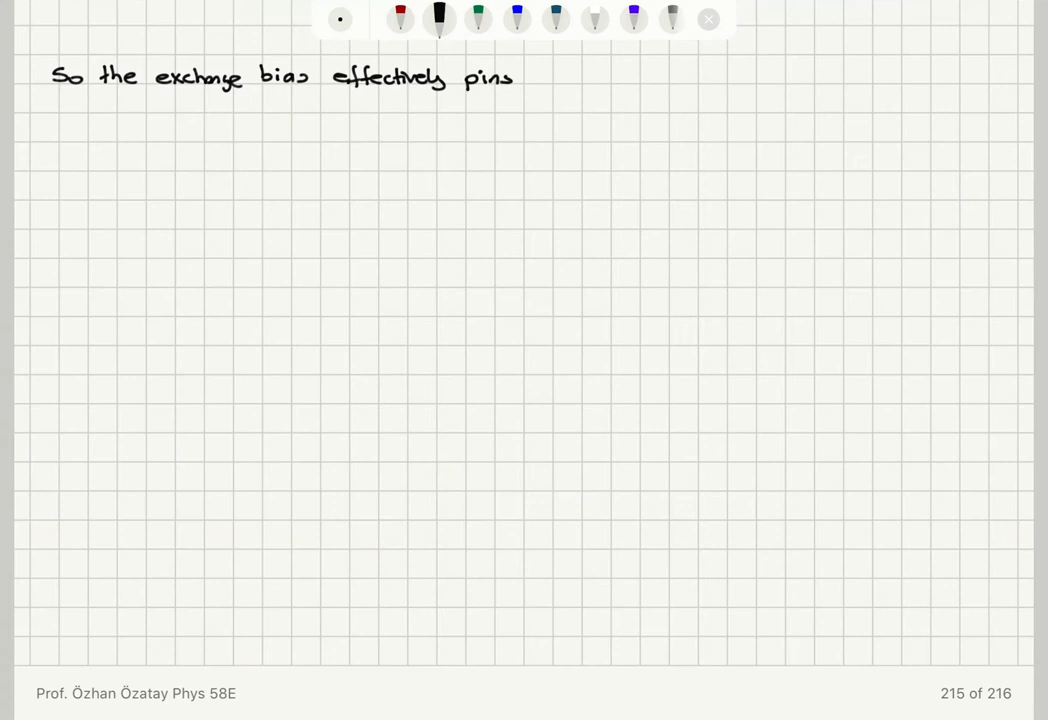 So the exchange bias effectively pins
Prof. Özhan Özatay Phys 58E
215 of 216